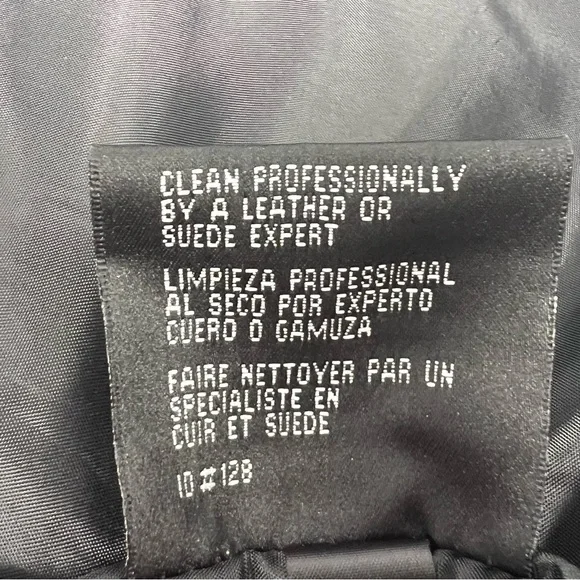 CLEAN PROFESSIONALLY
BY A LEATHER OR
SUEDE EXPERT
LIMPIEZA PROFESSIONAL
AL SECO POR EXPERTO
CUERO O GAMUZA
FAIRE NETTOYER PAR UN
SPECIALISTE EN
CUIR ET SUEDE
ID#128